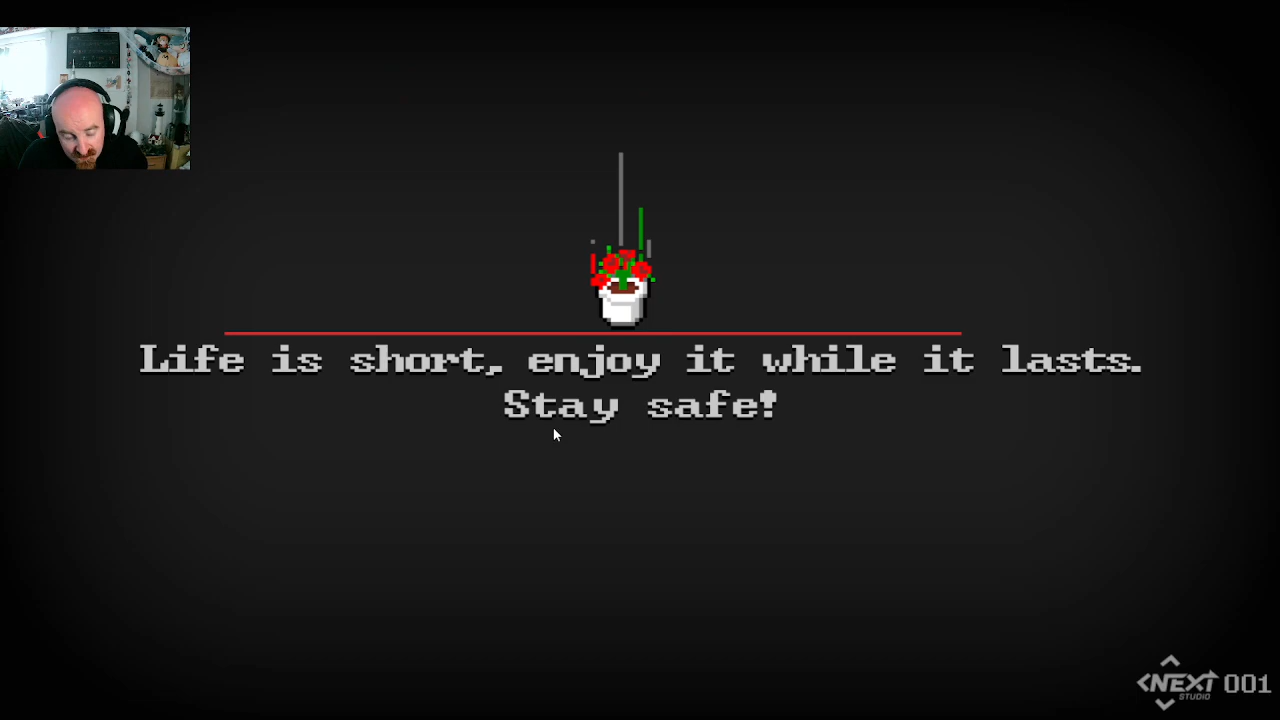 Life is short, enjoy it while it lasts.
Stay safe!
NEXT
STUDIO
001